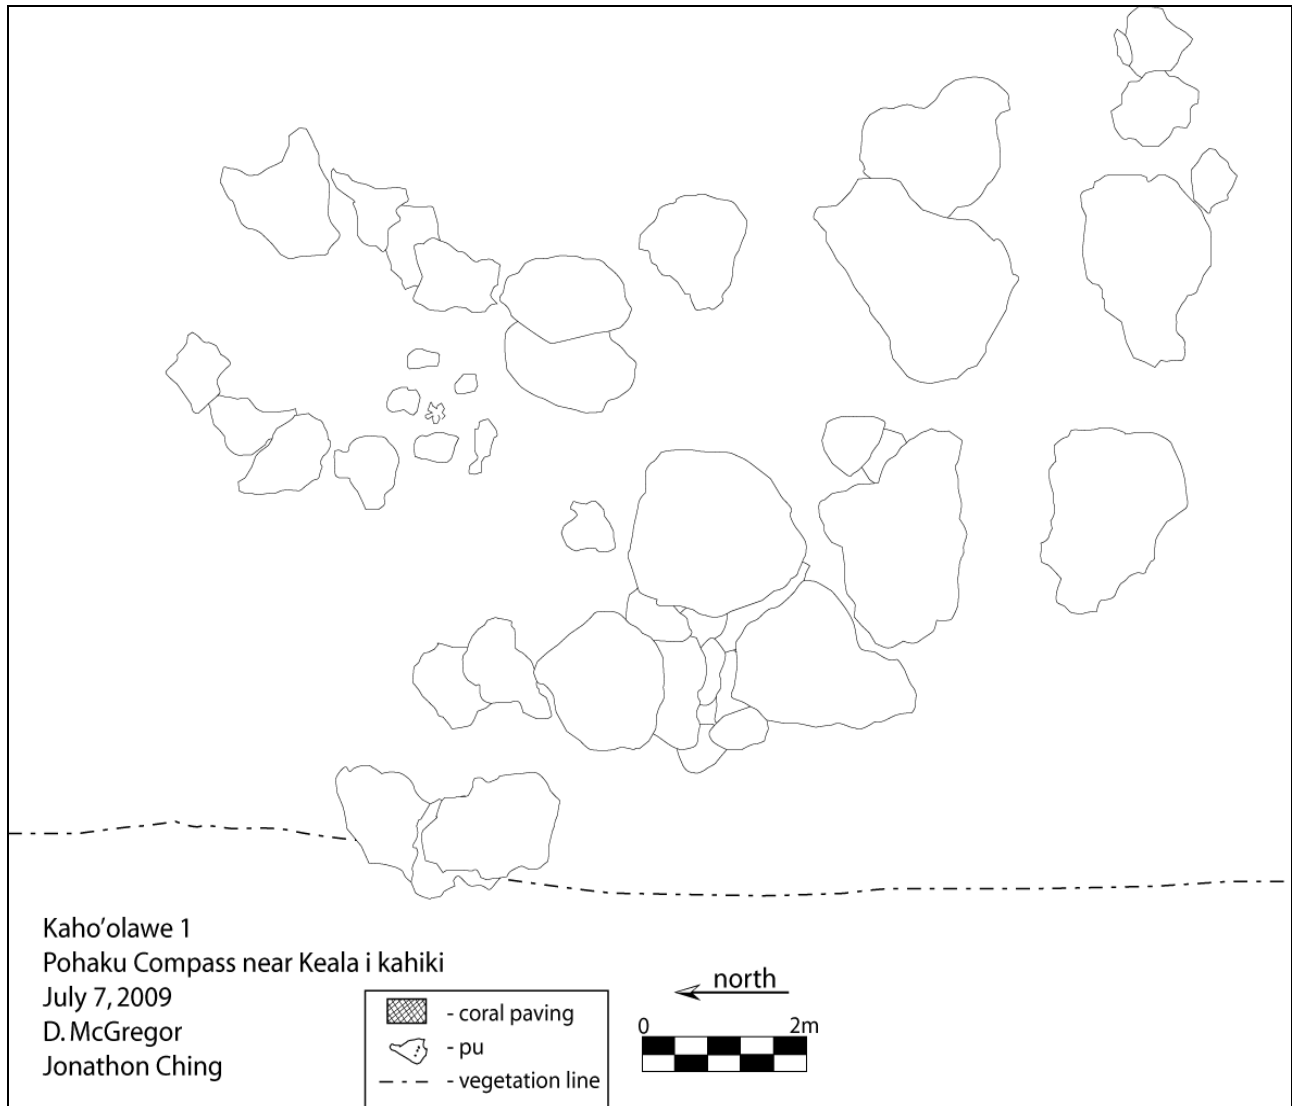 Kaho'olawe 1
Pohaku Compass near Keala i kahiki
July 7, 2009
D. McGregor
Jonathon Ching
- coral paving
- pu
- vegetation line
north
0 2m